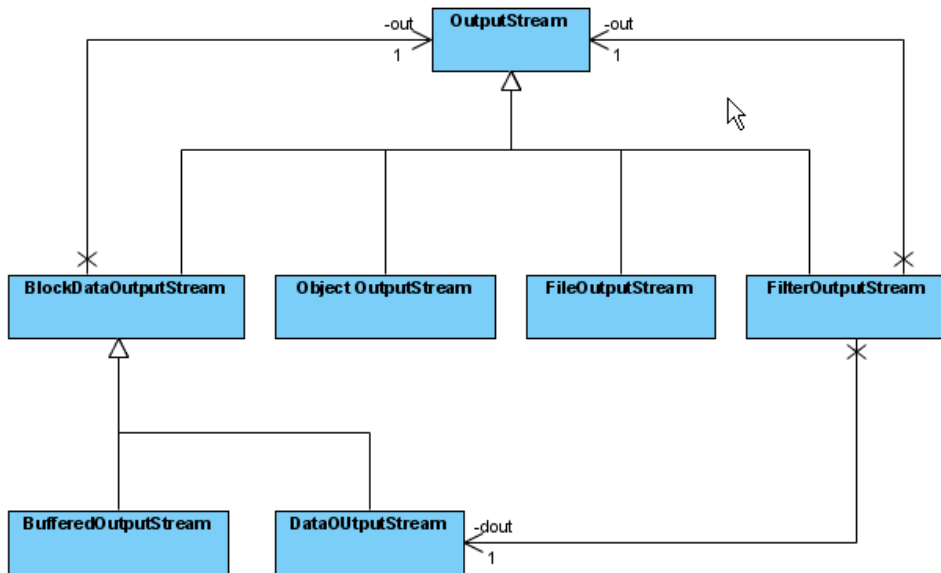 -out
OutputStream
-out
1
1
BlockDataOutputStream
Object OutputStream
FileOutputStream
FilterOutputStream
BufferedOutputStream
DataOUtputStream
-dout
1